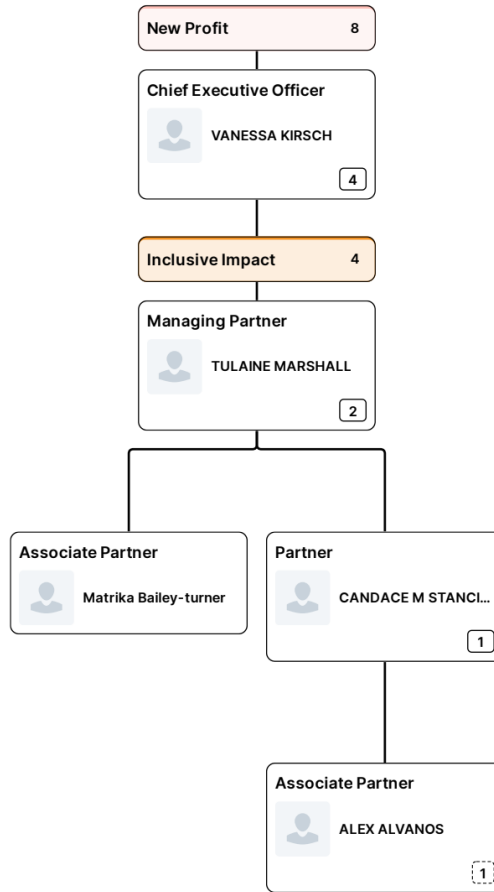 New Profit 8
Chief Executive Officer
VANESSA KIRSCH
4
Inclusive Impact 4
Managing Partner
TULAINE MARSHALL
2
Associate Partner
Matrika Bailey-turner
Partner
CANDACE M STANCI...
1
Associate Partner
ALEX ALVANOS
1